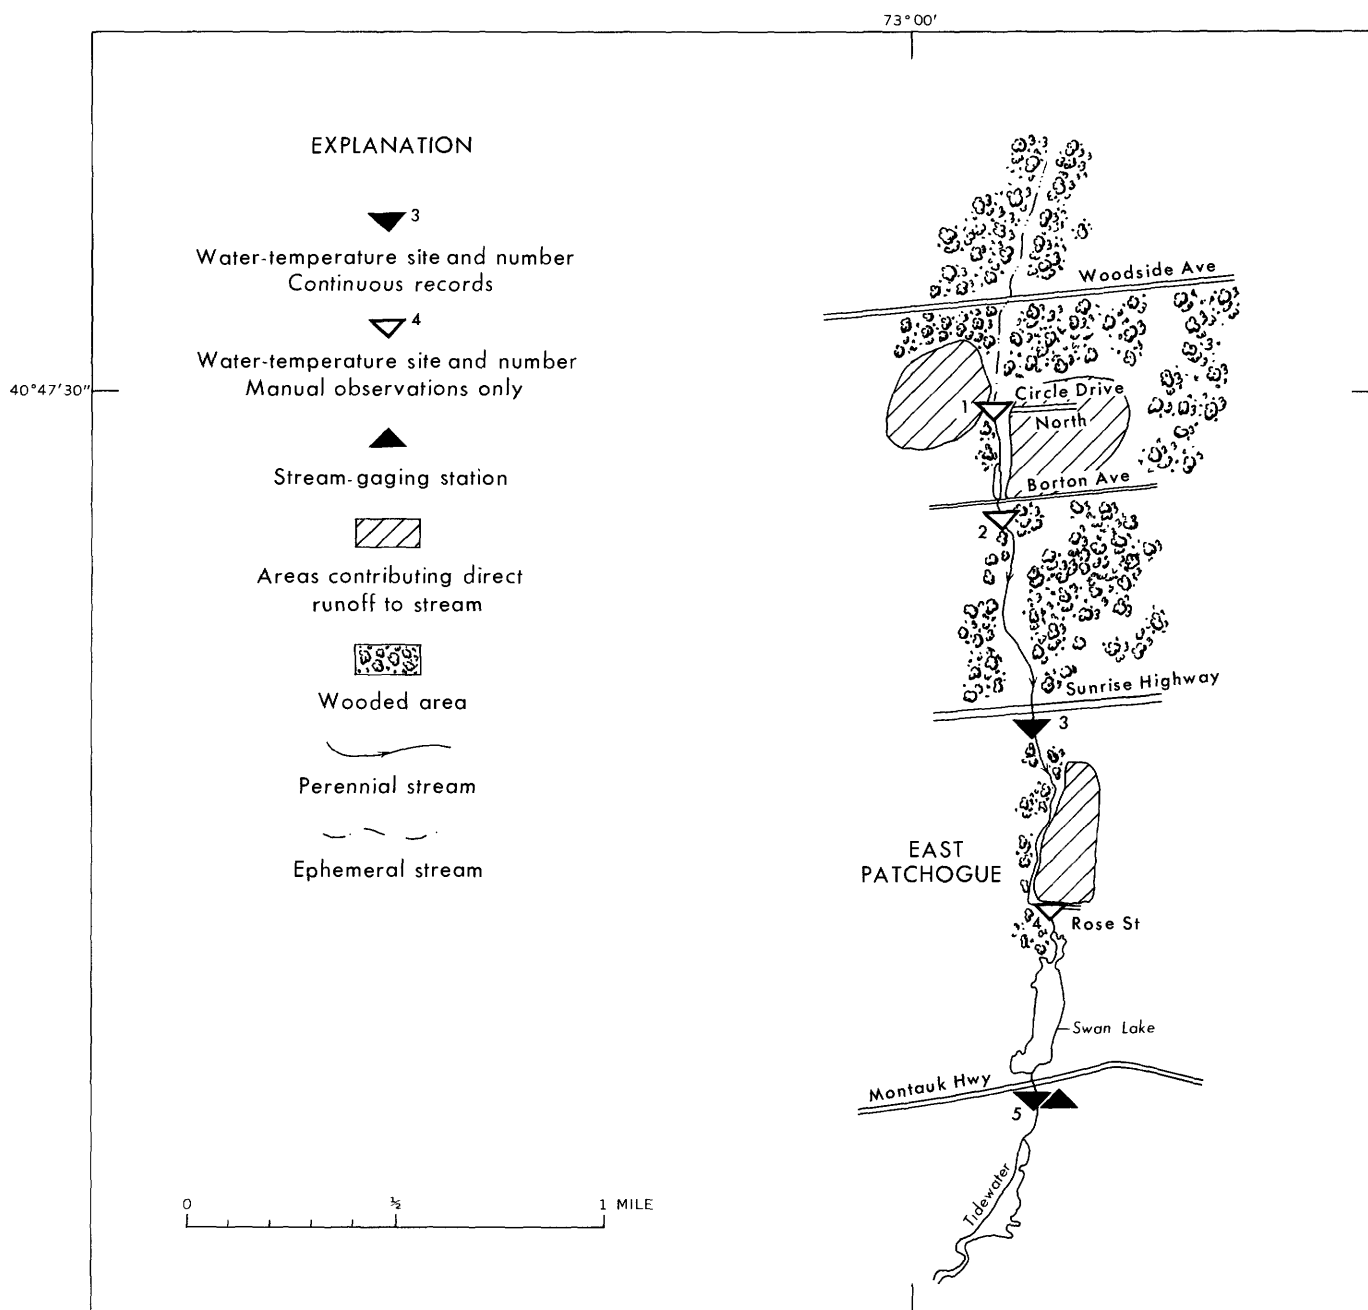 73°00'
EXPLANATION
3
Water-temperature site and number
Continuous records
4
Water-temperature site and number
Manual observations only
40°47'30"
Stream-gaging station
Areas contributing direct
runoff to stream
Wooded area
Perennial stream
Ephemeral stream
0 ½ 1 MILE
Woodside Ave
1
Circle Drive
North
Borton Ave
2
Sunrise Highway
3
EAST
PATCHOGUE
4
Rose St
Swan Lake
Montauk Hwy
5
Tidewater